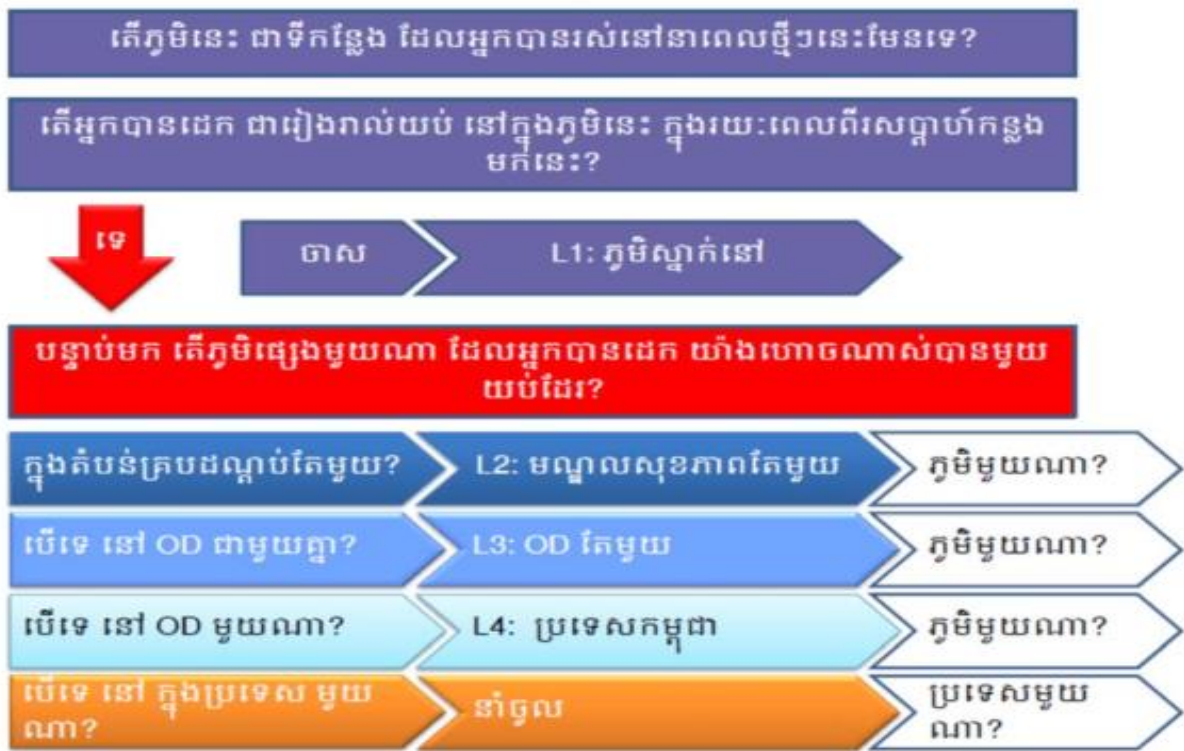 តើភូមិនេះ ជាទីកន្លែង ដែលអ្នកបានរស់នៅនាពេលថ្មីៗនេះមែនទេ?
តើអ្នកបានដេក ជារៀងរាល់យប់ នៅក្នុងភូមិនេះ ក្នុងរយៈពេលពីរសប្តាហ៍កន្លង
មកនេះ?
ទេ
ចាស
L1: ភូមិស្នាក់នៅ
បន្ទាប់មក តើភូមិផ្សេងមួយណា ដែលអ្នកបានដេក យ៉ាងហោចណាស់បានមួយ
យប់ដែរ?
ក្នុងតំបន់គ្របដណ្តប់តែមួយ?
L2: មណ្ឌលសុខភាពតែមួយ
ភូមិមួយណា?
បើទេ នៅ OD ជាមួយគ្នា?
L3: OD តែមួយ
ភូមិមួយណា?
បើទេ នៅ OD មួយណា?
L4: ប្រទេសកម្ពុជា
ភូមិមួយណា?
បើទេ នៅ ក្នុងប្រទេស មួយ
ណា?
នាំចូល
ប្រទេសមួយ
ណា?